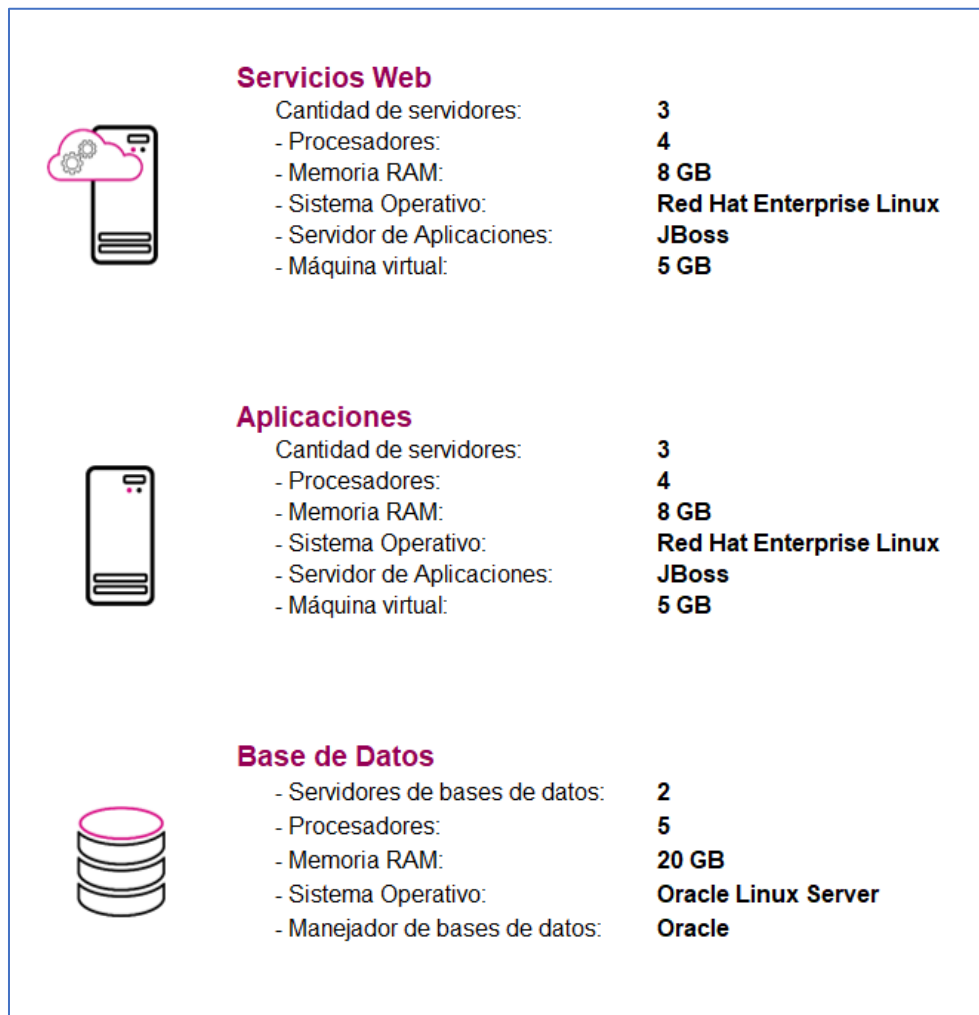 Servicios Web
Cantidad de servidores: 3
- Procesadores: 4
- Memoria RAM: 8 GB
- Sistema Operativo: Red Hat Enterprise Linux
- Servidor de Aplicaciones: JBoss
- Máquina virtual: 5 GB
Aplicaciones
Cantidad de servidores: 3
- Procesadores: 4
- Memoria RAM: 8 GB
- Sistema Operativo: Red Hat Enterprise Linux
- Servidor de Aplicaciones: JBoss
- Máquina virtual: 5 GB
Base de Datos
- Servidores de bases de datos: 2
- Procesadores: 5
- Memoria RAM: 20 GB
- Sistema Operativo: Oracle Linux Server
- Manejador de bases de datos: Oracle